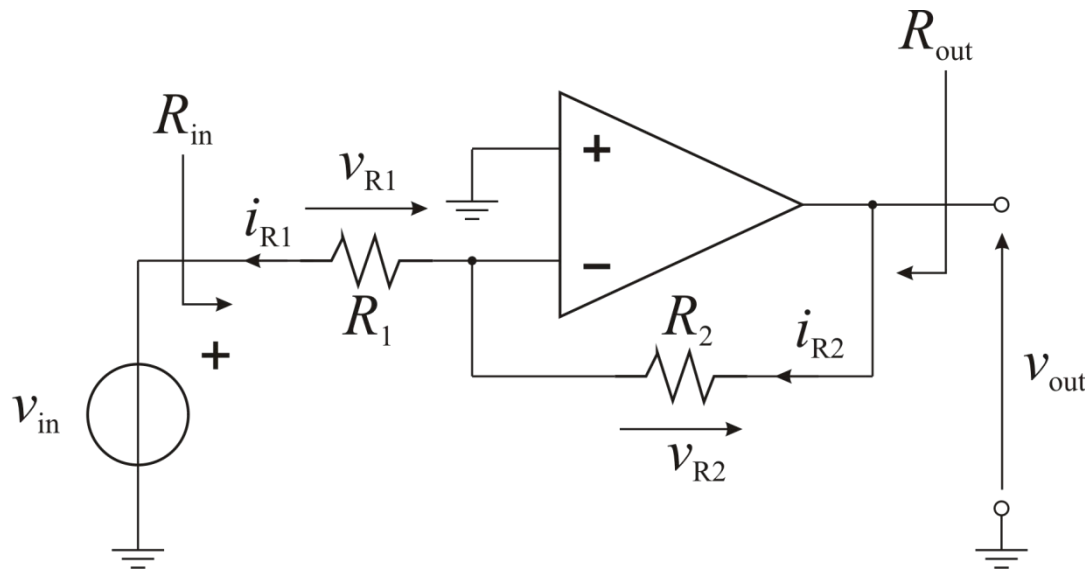 R_out
R_in
+
v_R1
i_R1
−
R_1
R_2
i_R2
+
v_in
v_out
v_R2